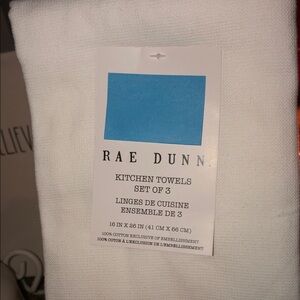 RAE DUNN
KITCHEN TOWELS
SET OF 3
LINGES DE CUISINE
ENSEMBLE DE 3
16 IN X 26 IN (41 CM X 66 CM)
100% COTTON EXCLUSIVE OF EMBELLISHMENT
100% COTON À L'EXCLUSION DE L'EMBELLISSEMENT